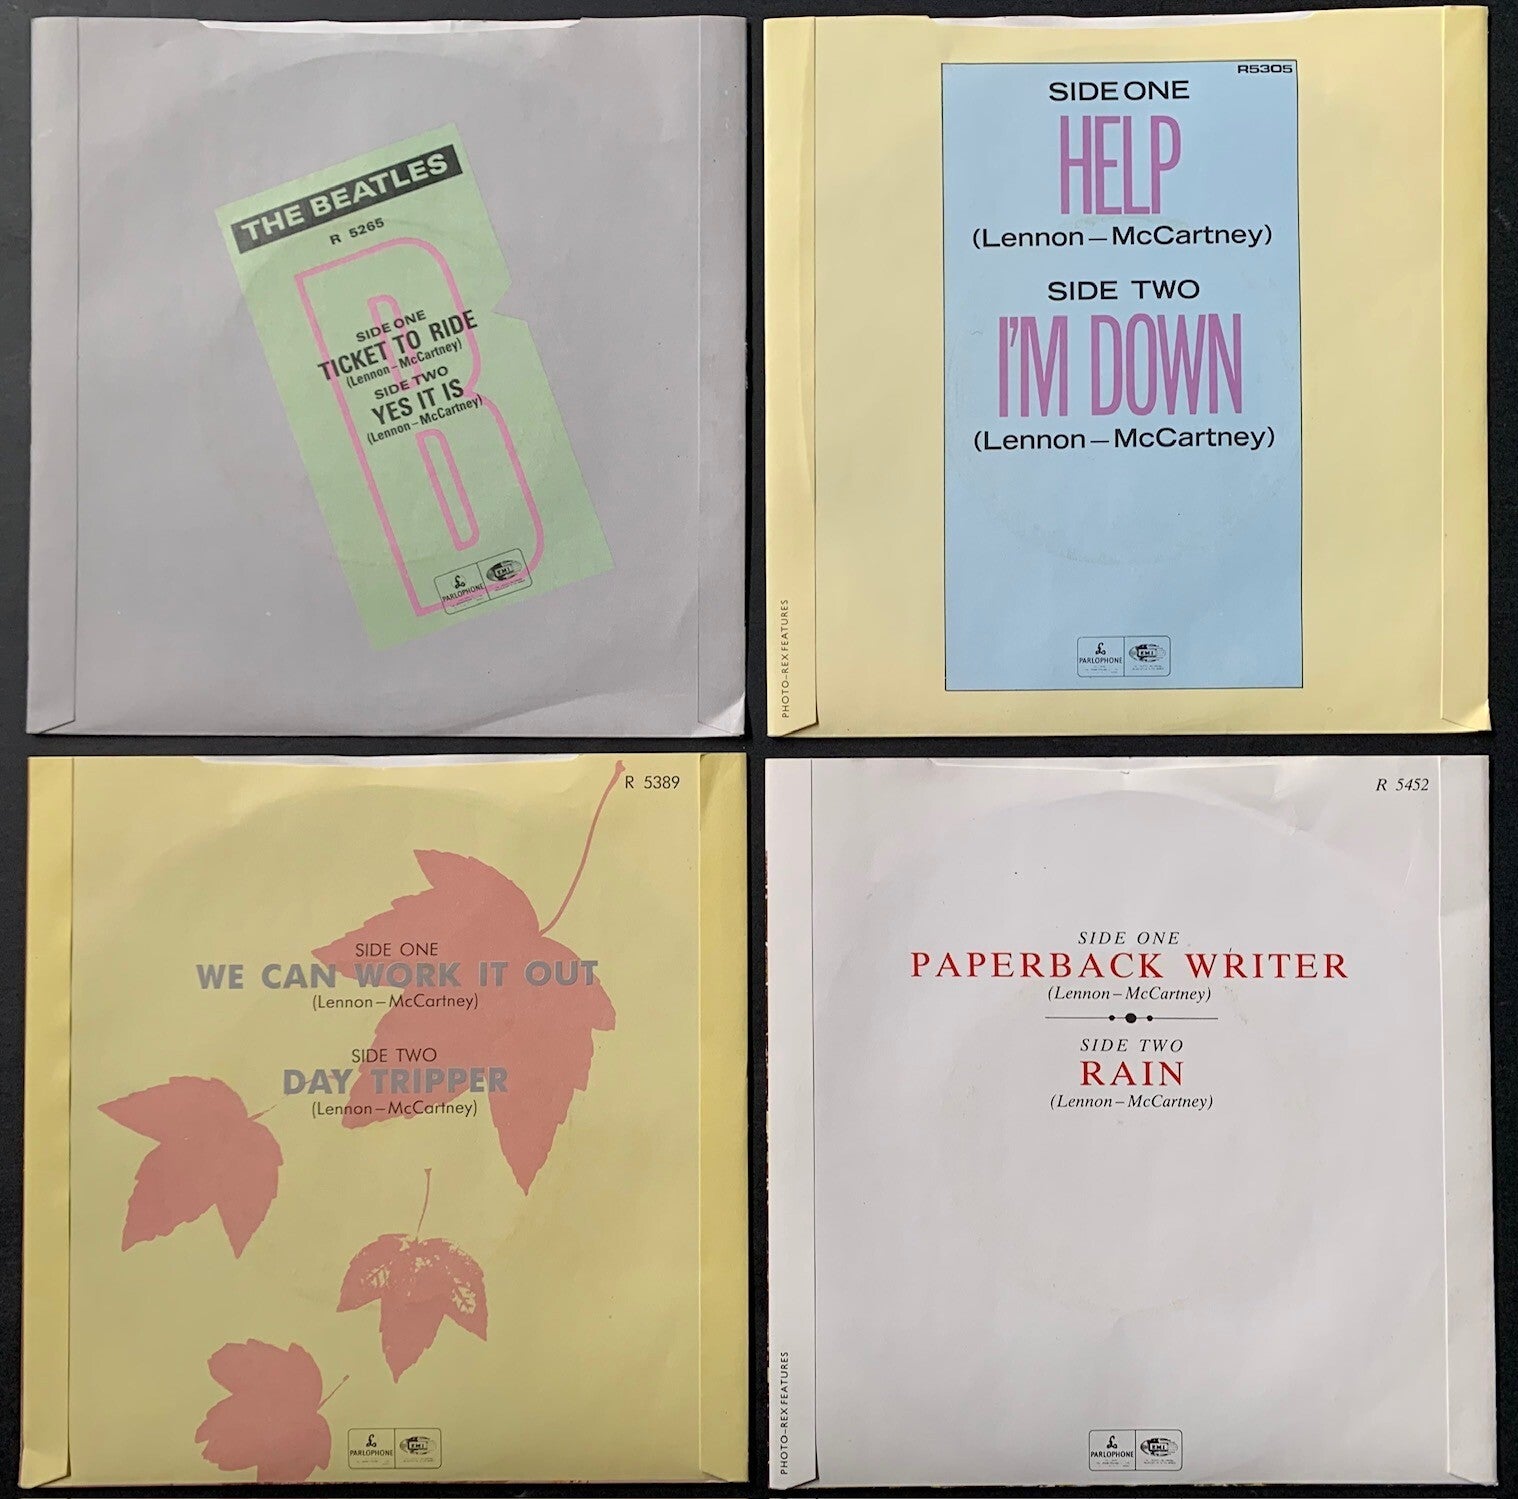 THE BEATLES
R 5265
SIDE ONE
TICKET TO RIDE
(Lennon–McCartney)
SIDE TWO
YES IT IS
(Lennon–McCartney)
£
PARLOPHONE
EMI
R5305
SIDE ONE
HELP
(Lennon–McCartney)
SIDE TWO
I'M DOWN
(Lennon–McCartney)
£
PARLOPHONE
EMI
PHOTO–REX FEATURES
R 5389
SIDE ONE
WE CAN WORK IT OUT
(Lennon–McCartney)
SIDE TWO
DAY TRIPPER
(Lennon–McCartney)
£
PARLOPHONE
EMI
R 5452
SIDE ONE
PAPERBACK WRITER
(Lennon–McCartney)
SIDE TWO
RAIN
(Lennon–McCartney)
£
PARLOPHONE
EMI
PHOTO–REX FEATURES